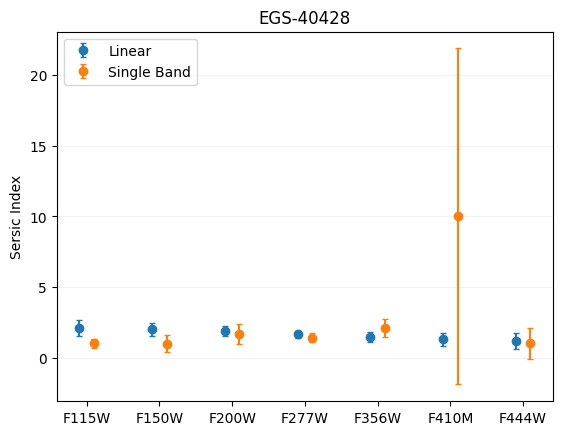 EGS-40428
Linear
Single Band
Sersic Index
20
15
10
5
0
F115W F150W F200W F277W F356W F410M F444W